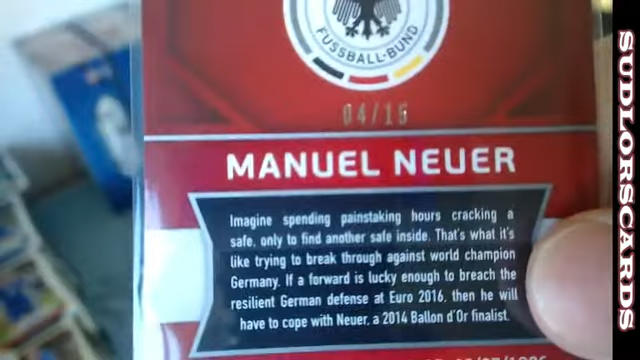 FUSSBALL-BUND
04/16
MANUEL NEUER
Imagine spending painstaking hours cracking a
safe, only to find another safe inside. That's what it's
like trying to break through against world champion
Germany. If a forward is lucky enough to breach the
resilient German defense at Euro 2016, then he will
have to cope with Neuer, a 2014 Ballon d'Or finalist.
SUDLORSCARDS